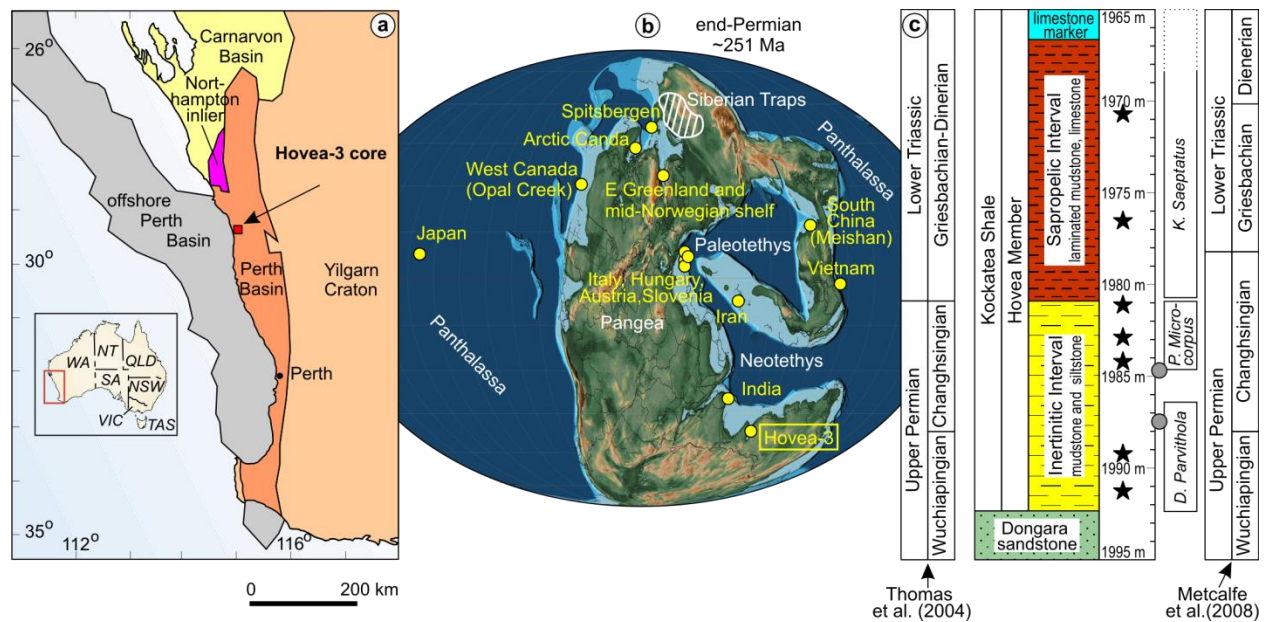 a
26°
30°
35°
112°
116°
Carnarvon
Basin
Nort-
hampton
inlier
Hovea-3 core
offshore
Perth
Basin
Perth
Basin
Yilgarn
Craton
Perth
WA
NT
QLD
SA
NSW
VIC
TAS
0
200 km
b
end-Permian
~251 Ma
Siberian Traps
Spitsbergen
Arctic Canda
West Canada
(Opal Creek)
E Greenland and
mid-Norwegian shelf
Panthalassa
South
China
(Meishan)
Japan
Paleotethys
Vietnam
Italy, Hungary,
Austria,Slovenia
Iran
Pangea
Panthalassa
Neotethys
India
Hovea-3
c
Lower Triassic
Griesbachian-Dienerian
Upper Permian
Changhsingian
Wuchiapingian
Thomas
et al. (2004)
Kockatea Shale
Hovea Member
limestone
marker
Sapropelic Interval
laminated mudstone, limestone
Inertinitic Interval
mudstone and siltstone
Dongara
sandstone
1965 m
1970 m
1975 m
1980 m
1985 m
1990 m
1995 m
K. Saeptatus
P. Micro-
corpus
D. Parvithola
Lower Triassic
Dienerian
Griesbachian
Upper Permian
Changhsingian
Wuchiapingian
Metcalfe
et al.(2008)